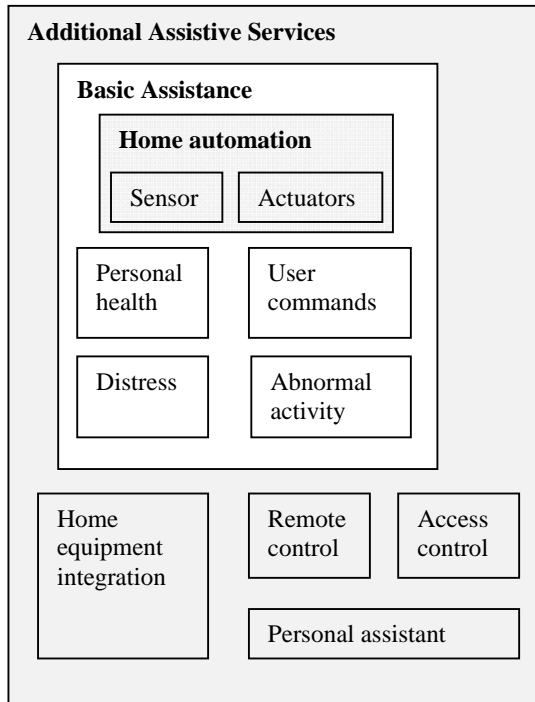 Additional Assistive Services
Basic Assistance
Home automation
Sensor
Actuators
Personal
health
User
commands
Distress
Abnormal
activity
Home
equipment
integration
Remote
control
Access
control
Personal assistant